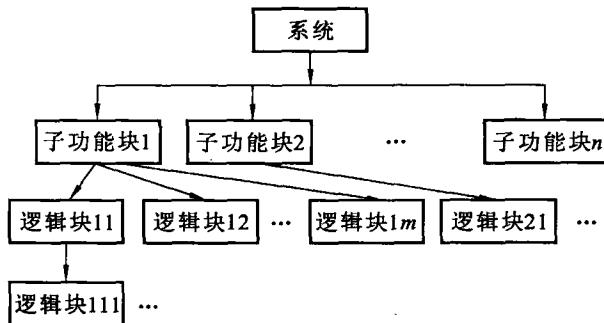 系统
子功能块1 子功能块2 … 子功能块n
逻辑块11 逻辑块12 … 逻辑块1m 逻辑块21 …
逻辑块111 …